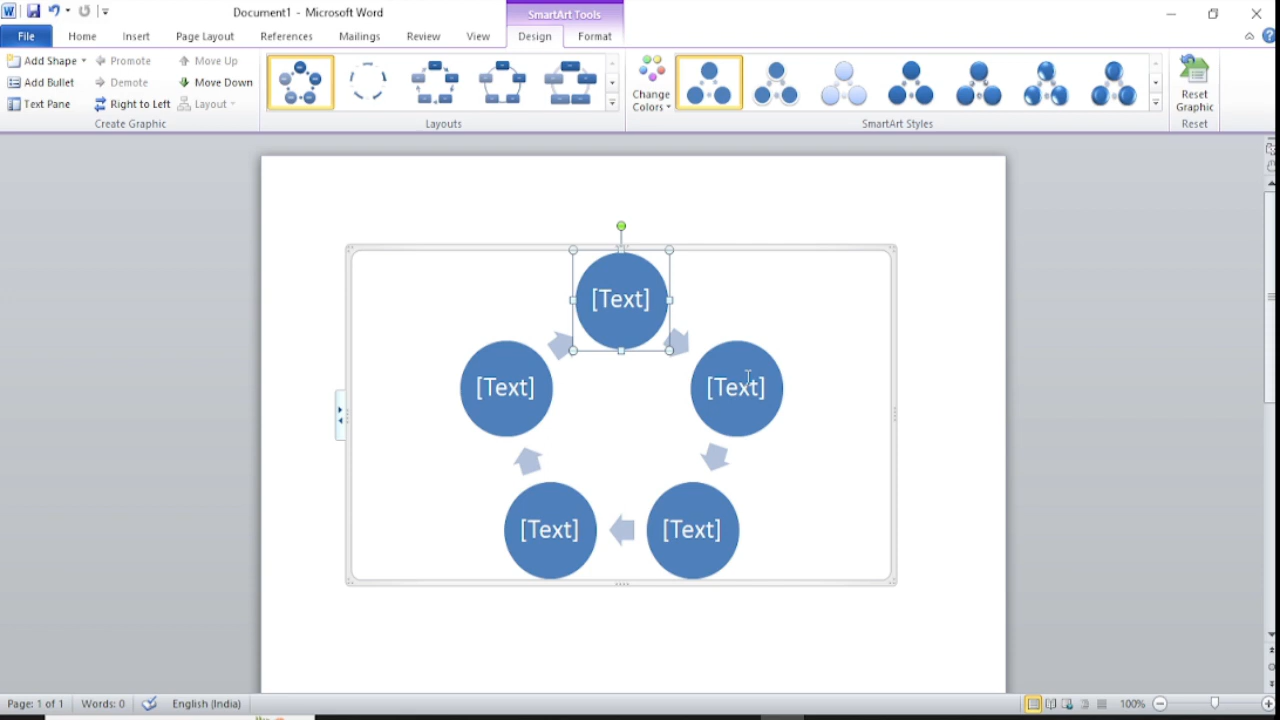 Document1 - Microsoft Word
SmartArt Tools
File Home Insert Page Layout References Mailings Review View Design Format
Add Shape Promote Move Up
Add Bullet Demote Move Down
Text Pane Right to Left Layout
Create Graphic
Layouts
Change
Colors
SmartArt Styles
Reset
Graphic
Reset
[Text]
[Text] [Text]
[Text] [Text]
Page: 1 of 1 Words: 0 English (India) 100%